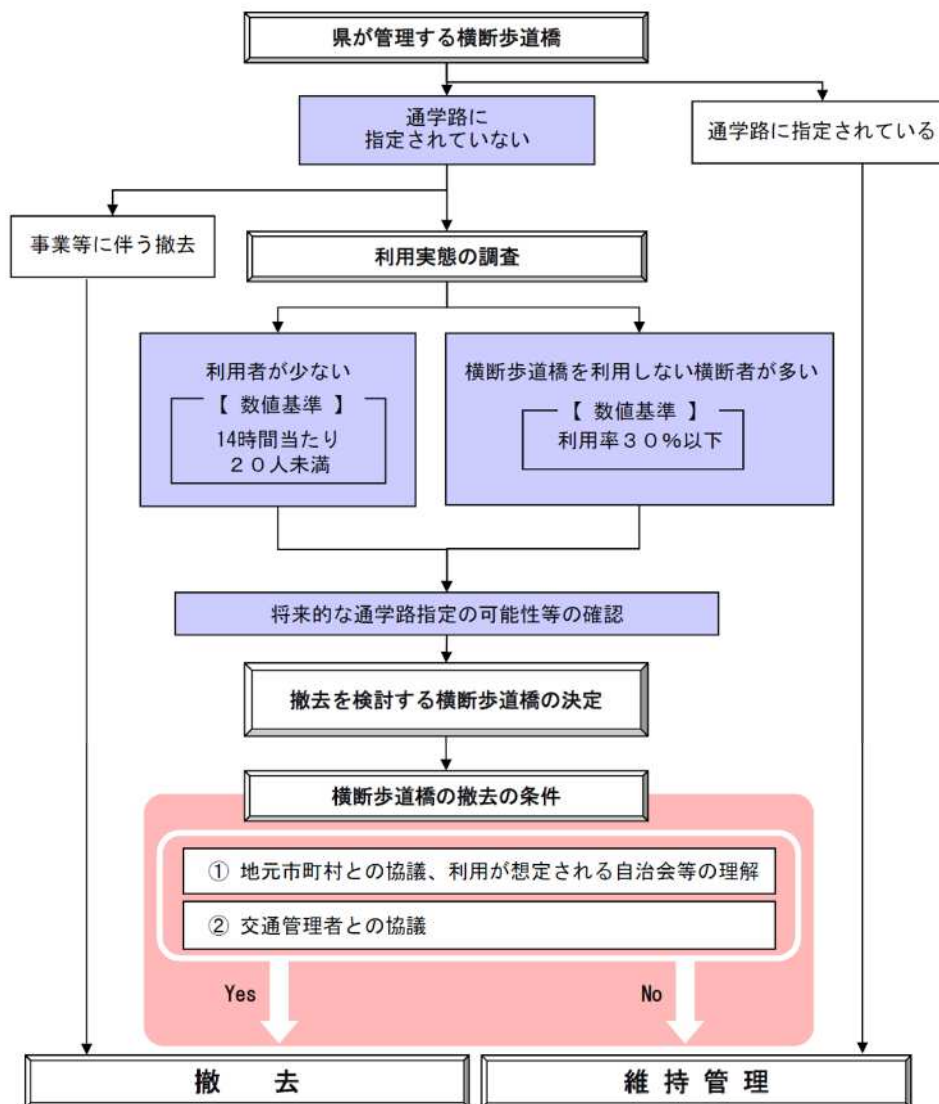 県が管理する横断歩道橋
通学路に
指定されていない
通学路に指定されている
事業等に伴う撤去
利用実態の調査
利用者が少ない
【 数値基準 】
14時間当たり
２０人未満
横断歩道橋を利用しない横断者が多い
【 数値基準 】
利用率３０％以下
将来的な通学路指定の可能性等の確認
撤去を検討する横断歩道橋の決定
横断歩道橋の撤去の条件
① 地元市町村との協議、利用が想定される自治会等の理解
② 交通管理者との協議
Yes
No
撤　去
維持管理